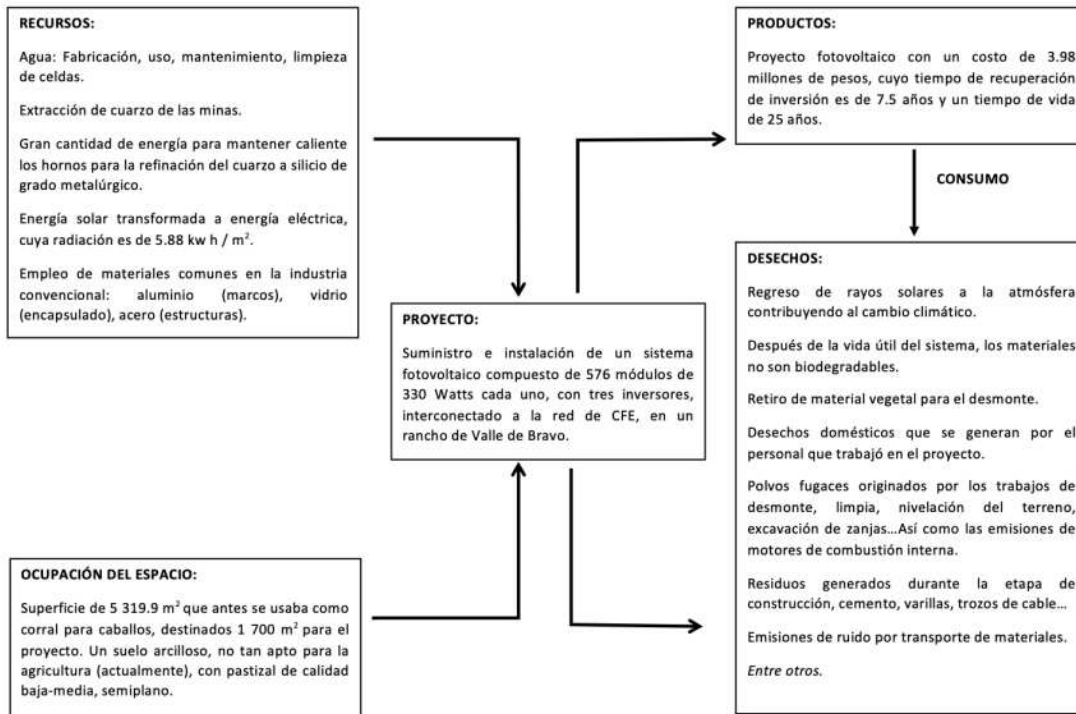 RECURSOS:
Agua: Fabricación, uso, mantenimiento, limpieza
de celdas.
Extracción de cuarzo de las minas.
Gran cantidad de energía para mantener caliente
los hornos para la refinación del cuarzo a silicio de
grado metalúrgico.
Energía solar transformada a energía eléctrica,
cuya radiación es de 5.88 kw h / m².
Empleo de materiales comunes en la industria
convencional: aluminio (marcos), vidrio
(encapsulado), acero (estructuras).
OCUPACIÓN DEL ESPACIO:
Superficie de 5 319.9 m² que antes se usaba como
corral para caballos, destinados 1 700 m² para el
proyecto. Un suelo arcilloso, no tan apto para la
agricultura (actualmente), con pastizal de calidad
baja-media, semiplano.
PROYECTO:
Suministro e instalación de un sistema
fotovoltaico compuesto de 576 módulos de
330 Watts cada uno, con tres inversores,
interconectado a la red de CFE, en un
rancho de Valle de Bravo.
PRODUCTOS:
Proyecto fotovoltaico con un costo de 3.98
millones de pesos, cuyo tiempo de recuperación
de inversión es de 7.5 años y un tiempo de vida
de 25 años.
CONSUMO
DESECHOS:
Regreso de rayos solares a la atmósfera
contribuyendo al cambio climático.
Después de la vida útil del sistema, los materiales
no son biodegradables.
Retiro de material vegetal para el desmonte.
Desechos domésticos que se generan por el
personal que trabajó en el proyecto.
Polvos fugaces originados por los trabajos de
desmonte, limpia, nivelación del terreno,
excavación de zanjas...Así como las emisiones de
motores de combustión interna.
Residuos generados durante la etapa de
construcción, cemento, varillas, trozos de cable...
Emisiones de ruido por transporte de materiales.
Entre otros.